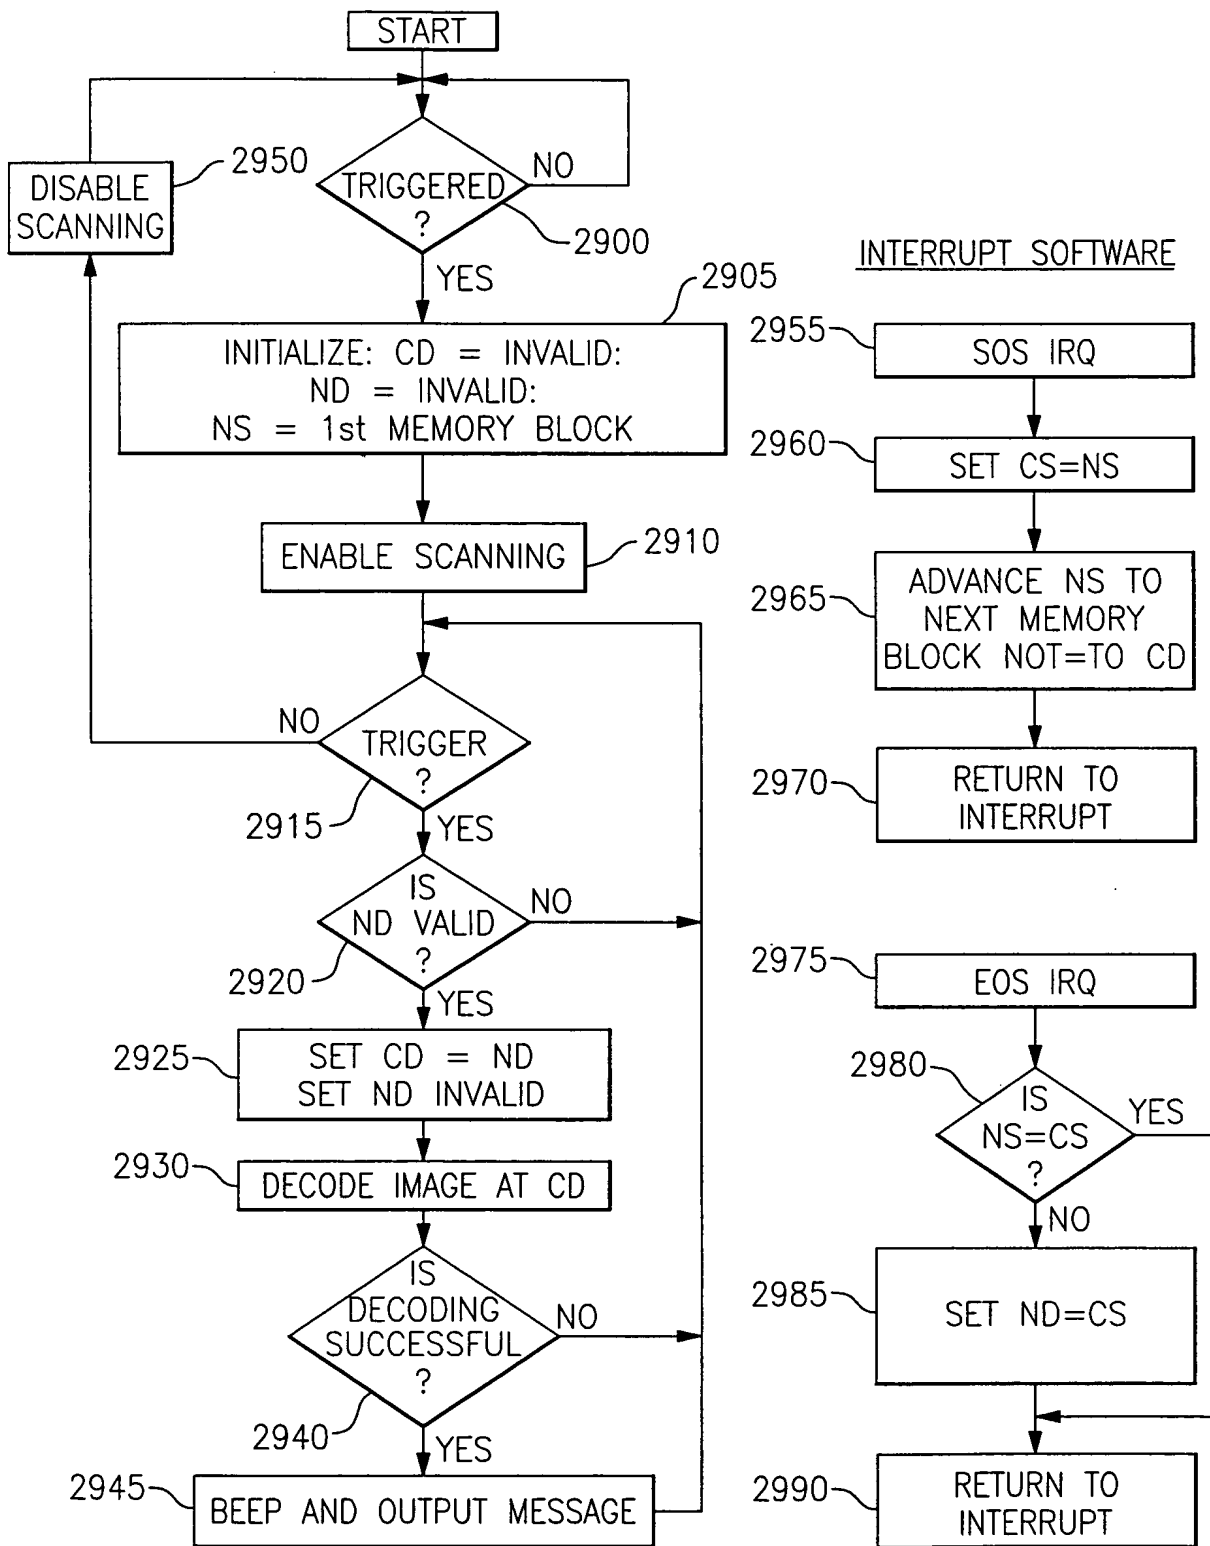 START
2950
DISABLE
SCANNING
TRIGGERED
?
NO
2900
YES
2905
INITIALIZE: CD = INVALID:
ND = INVALID:
NS = 1st MEMORY BLOCK
ENABLE SCANNING
2910
NO
TRIGGER
?
2915
YES
IS
ND VALID
?
NO
2920
YES
2925
SET CD = ND
SET ND INVALID
2930
DECODE IMAGE AT CD
IS
DECODING
SUCCESSFUL
?
NO
2940
YES
2945
BEEP AND OUTPUT MESSAGE
INTERRUPT SOFTWARE
2955
SOS IRQ
2960
SET CS=NS
2965
ADVANCE NS TO
NEXT MEMORY
BLOCK NOT=TO CD
2970
RETURN TO
INTERRUPT
2975
EOS IRQ
2980
IS
NS=CS
?
YES
NO
2985
SET ND=CS
2990
RETURN TO
INTERRUPT